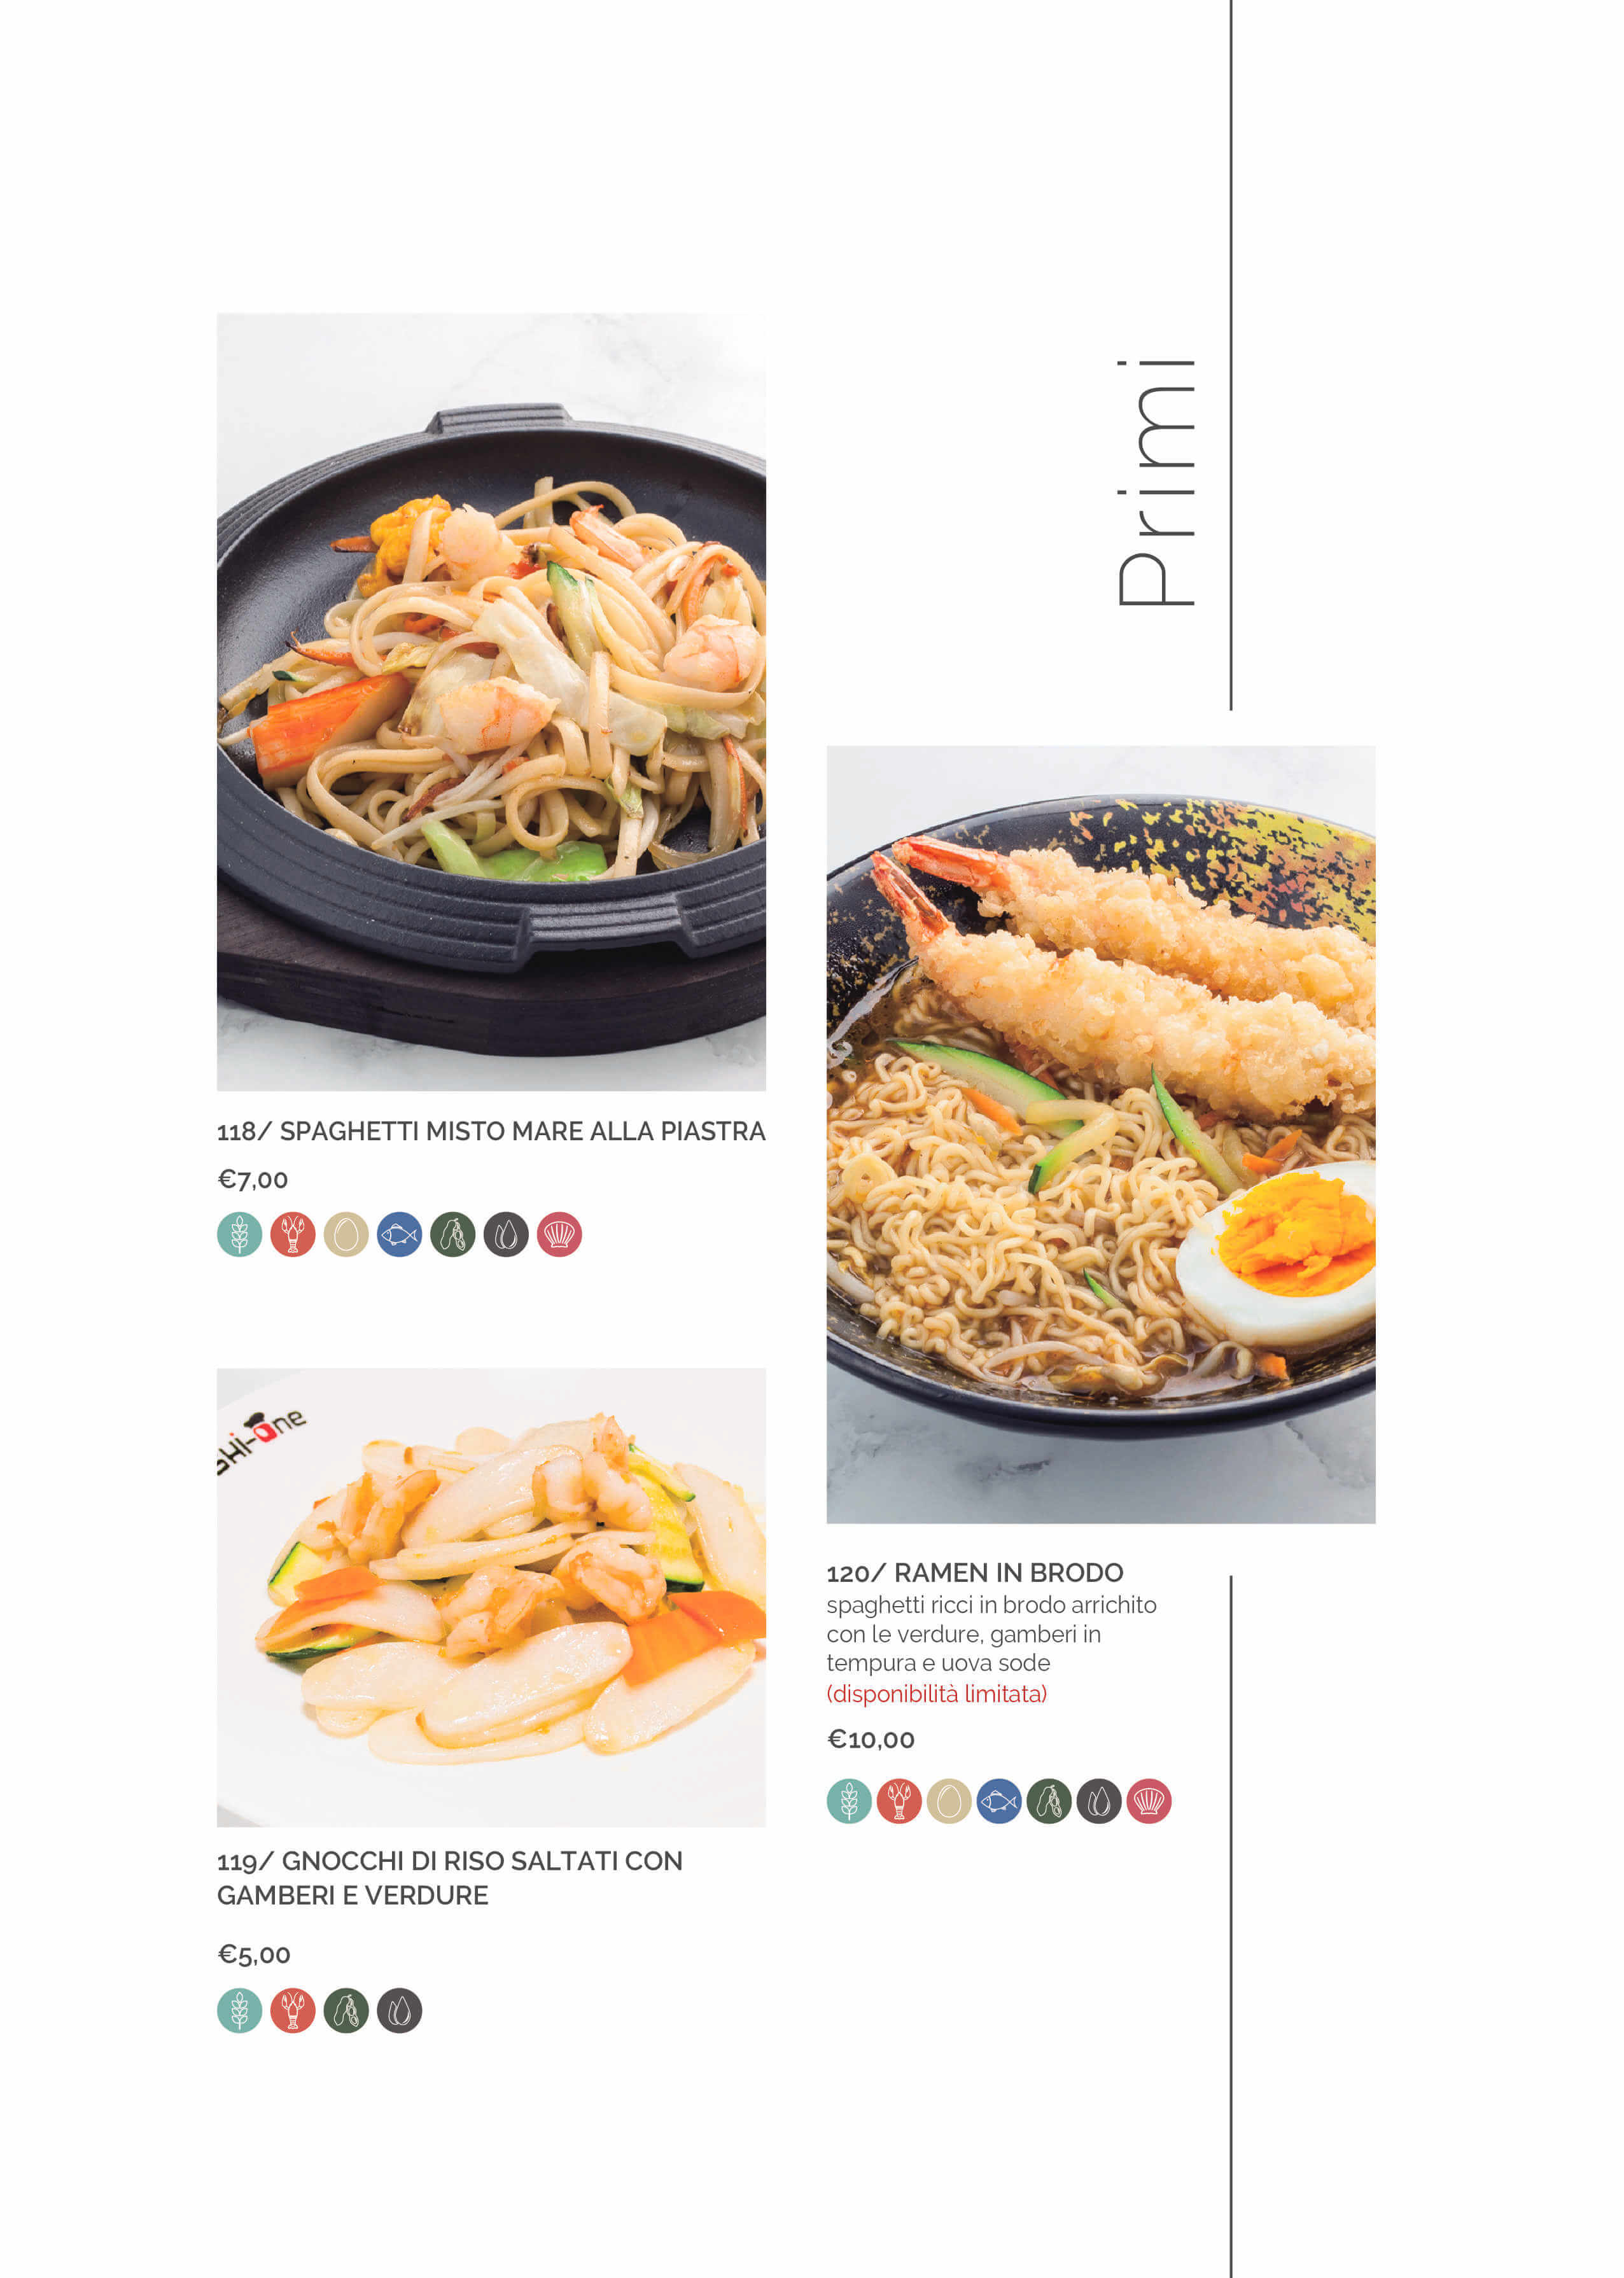 Primi
118/ SPAGHETTI MISTO MARE ALLA PIASTRA
€7,00
119/ GNOCCHI DI RISO SALTATI CON
GAMBERI E VERDURE
€5,00
120/ RAMEN IN BRODO
spaghetti ricci in brodo arrichito
con le verdure, gamberi in
tempura e uova sode
(disponibilità limitata)
€10,00